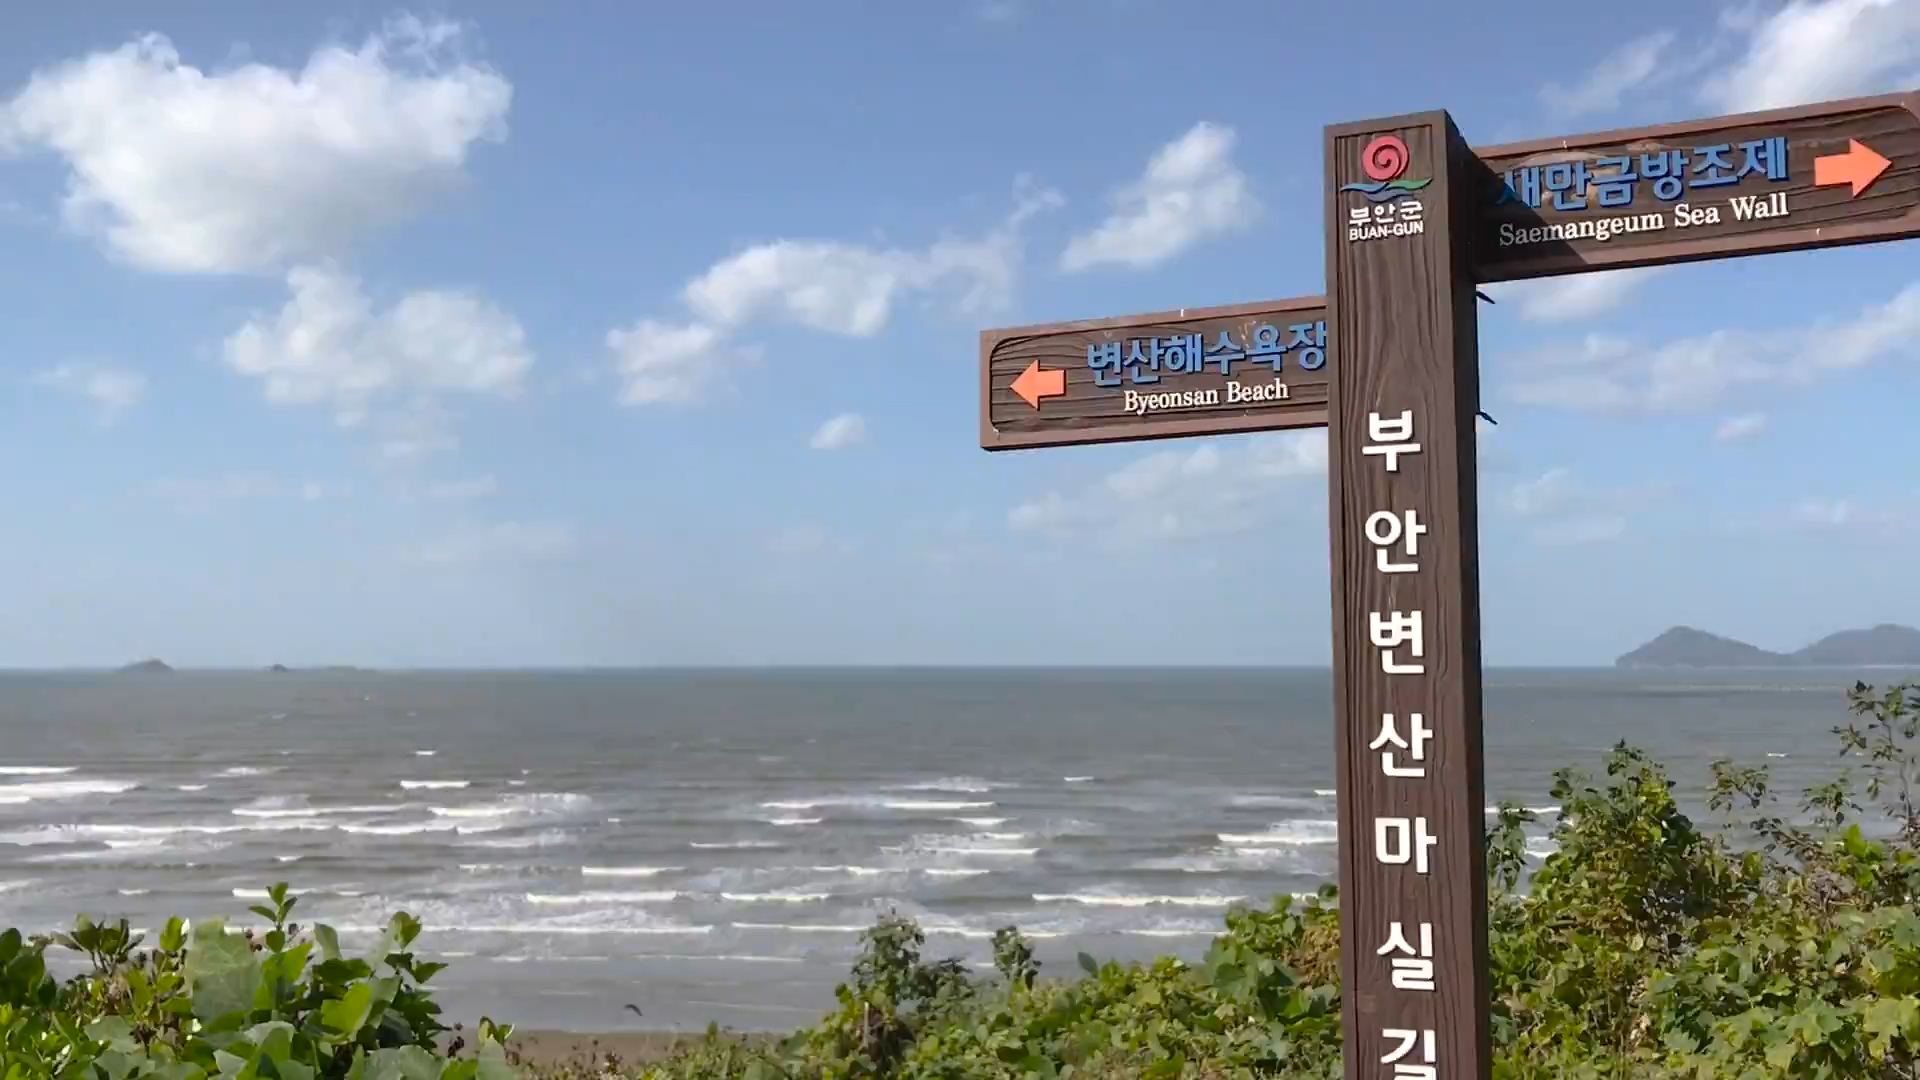 부안군
BUAN-GUN
새만금방조제
Saemangeum Sea Wall
변산해수욕장
Byeonsan Beach
부안변산마실길